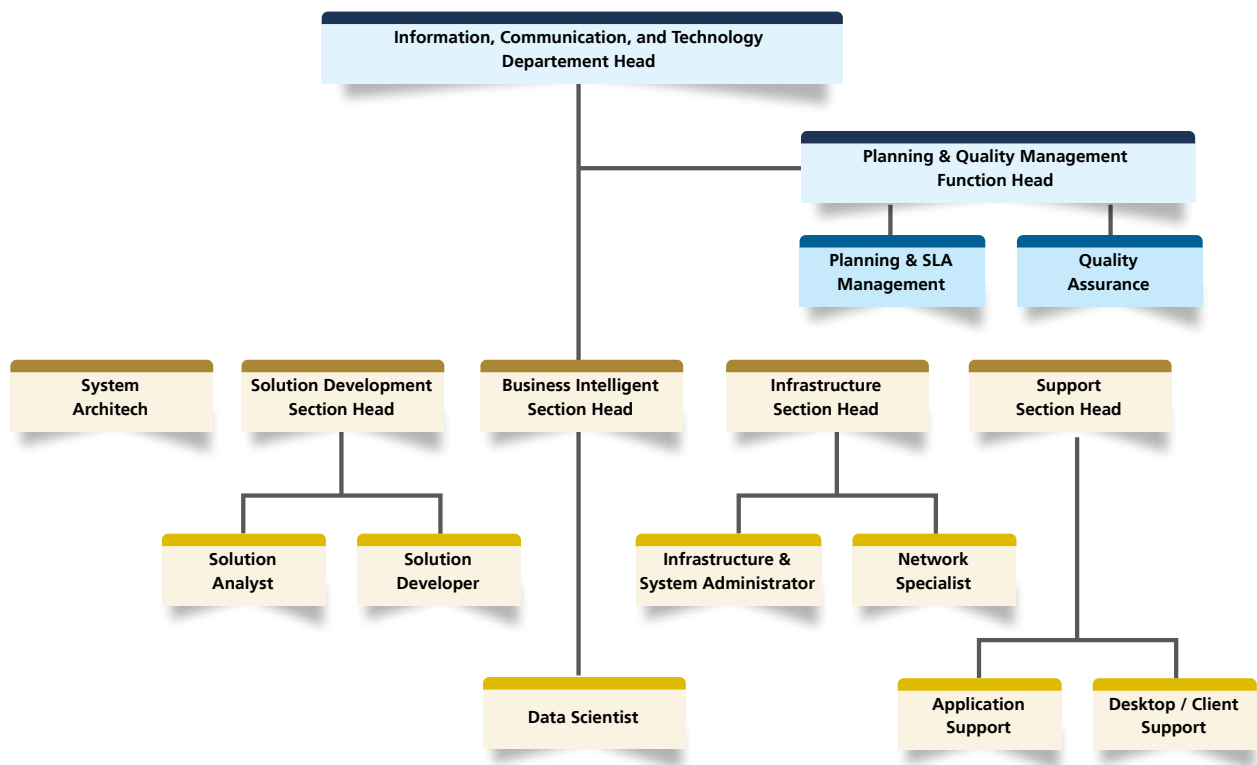 Information, Communication, and Technology
Departement Head
Planning & Quality Management
Function Head
Planning & SLA
Management
Quality
Assurance
System
Architech
Solution Development
Section Head
Business Intelligent
Section Head
Infrastructure
Section Head
Support
Section Head
Solution
Analyst
Solution
Developer
Infrastructure &
System Administrator
Network
Specialist
Data Scientist
Application
Support
Desktop / Client
Support